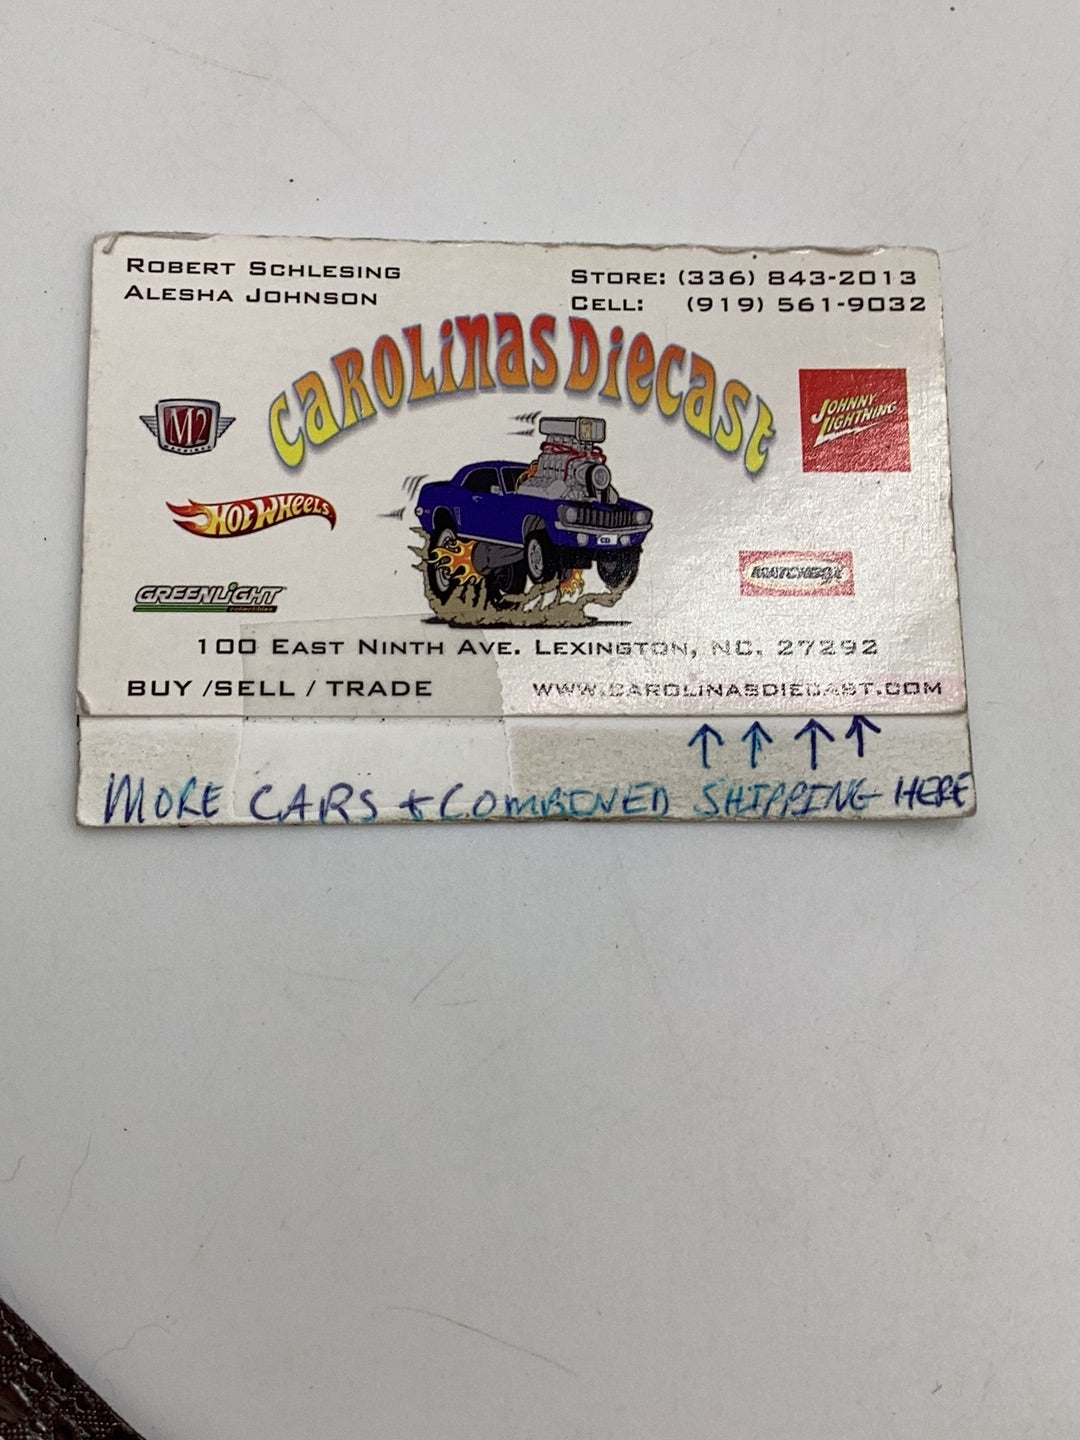 ROBERT SCHLESING
ALESHA JOHNSON
STORE: (336) 843-2013
CELL: (919) 561-9032
CAROLINAS DIECAST
M2
JOHNNY
LIGHTNING
HOT WHEELS
MATCHBOX
GREENLIGHT
collectibles
CD
100 EAST NINTH AVE. LEXINGTON, NC. 27292
BUY /SELL / TRADE
WWW.CAROLINASDIECAST.COM
↑ ↑ ↑ ↑
MORE CARS + COMBINED SHIPPING HERE